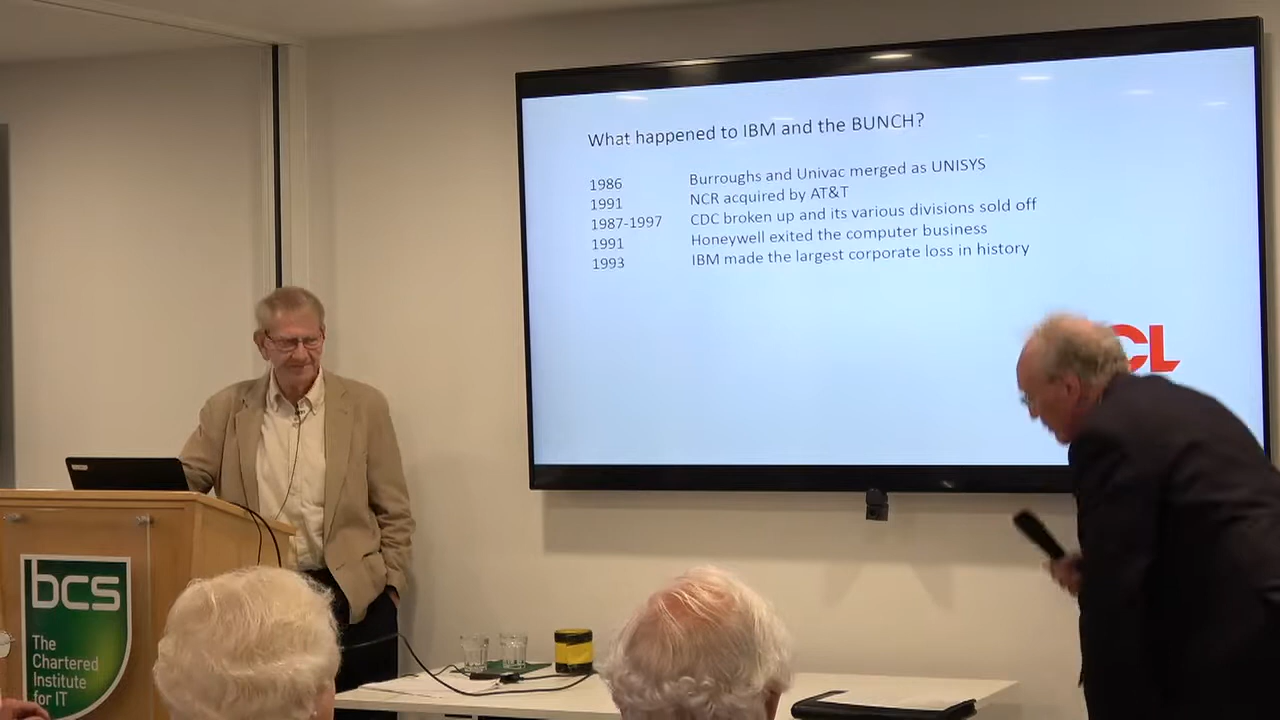 What happened to IBM and the BUNCH?
1986 Burroughs and Univac merged as UNISYS
1991 NCR acquired by AT&T
1987-1997 CDC broken up and its various divisions sold off
1991 Honeywell exited the computer business
1993 IBM made the largest corporate loss in history
CL
bcs
The
Chartered
Institute
for IT